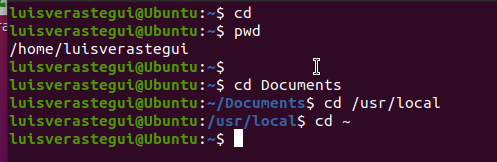 luisverastegui@Ubuntu:~$ cd
luisverastegui@Ubuntu:~$ pwd
/home/luisverastegui
luisverastegui@Ubuntu:~$
luisverastegui@Ubuntu:~$ cd Documents
luisverastegui@Ubuntu:~/Documents$ cd /usr/local
luisverastegui@Ubuntu:/usr/local$ cd ~
luisverastegui@Ubuntu:~$